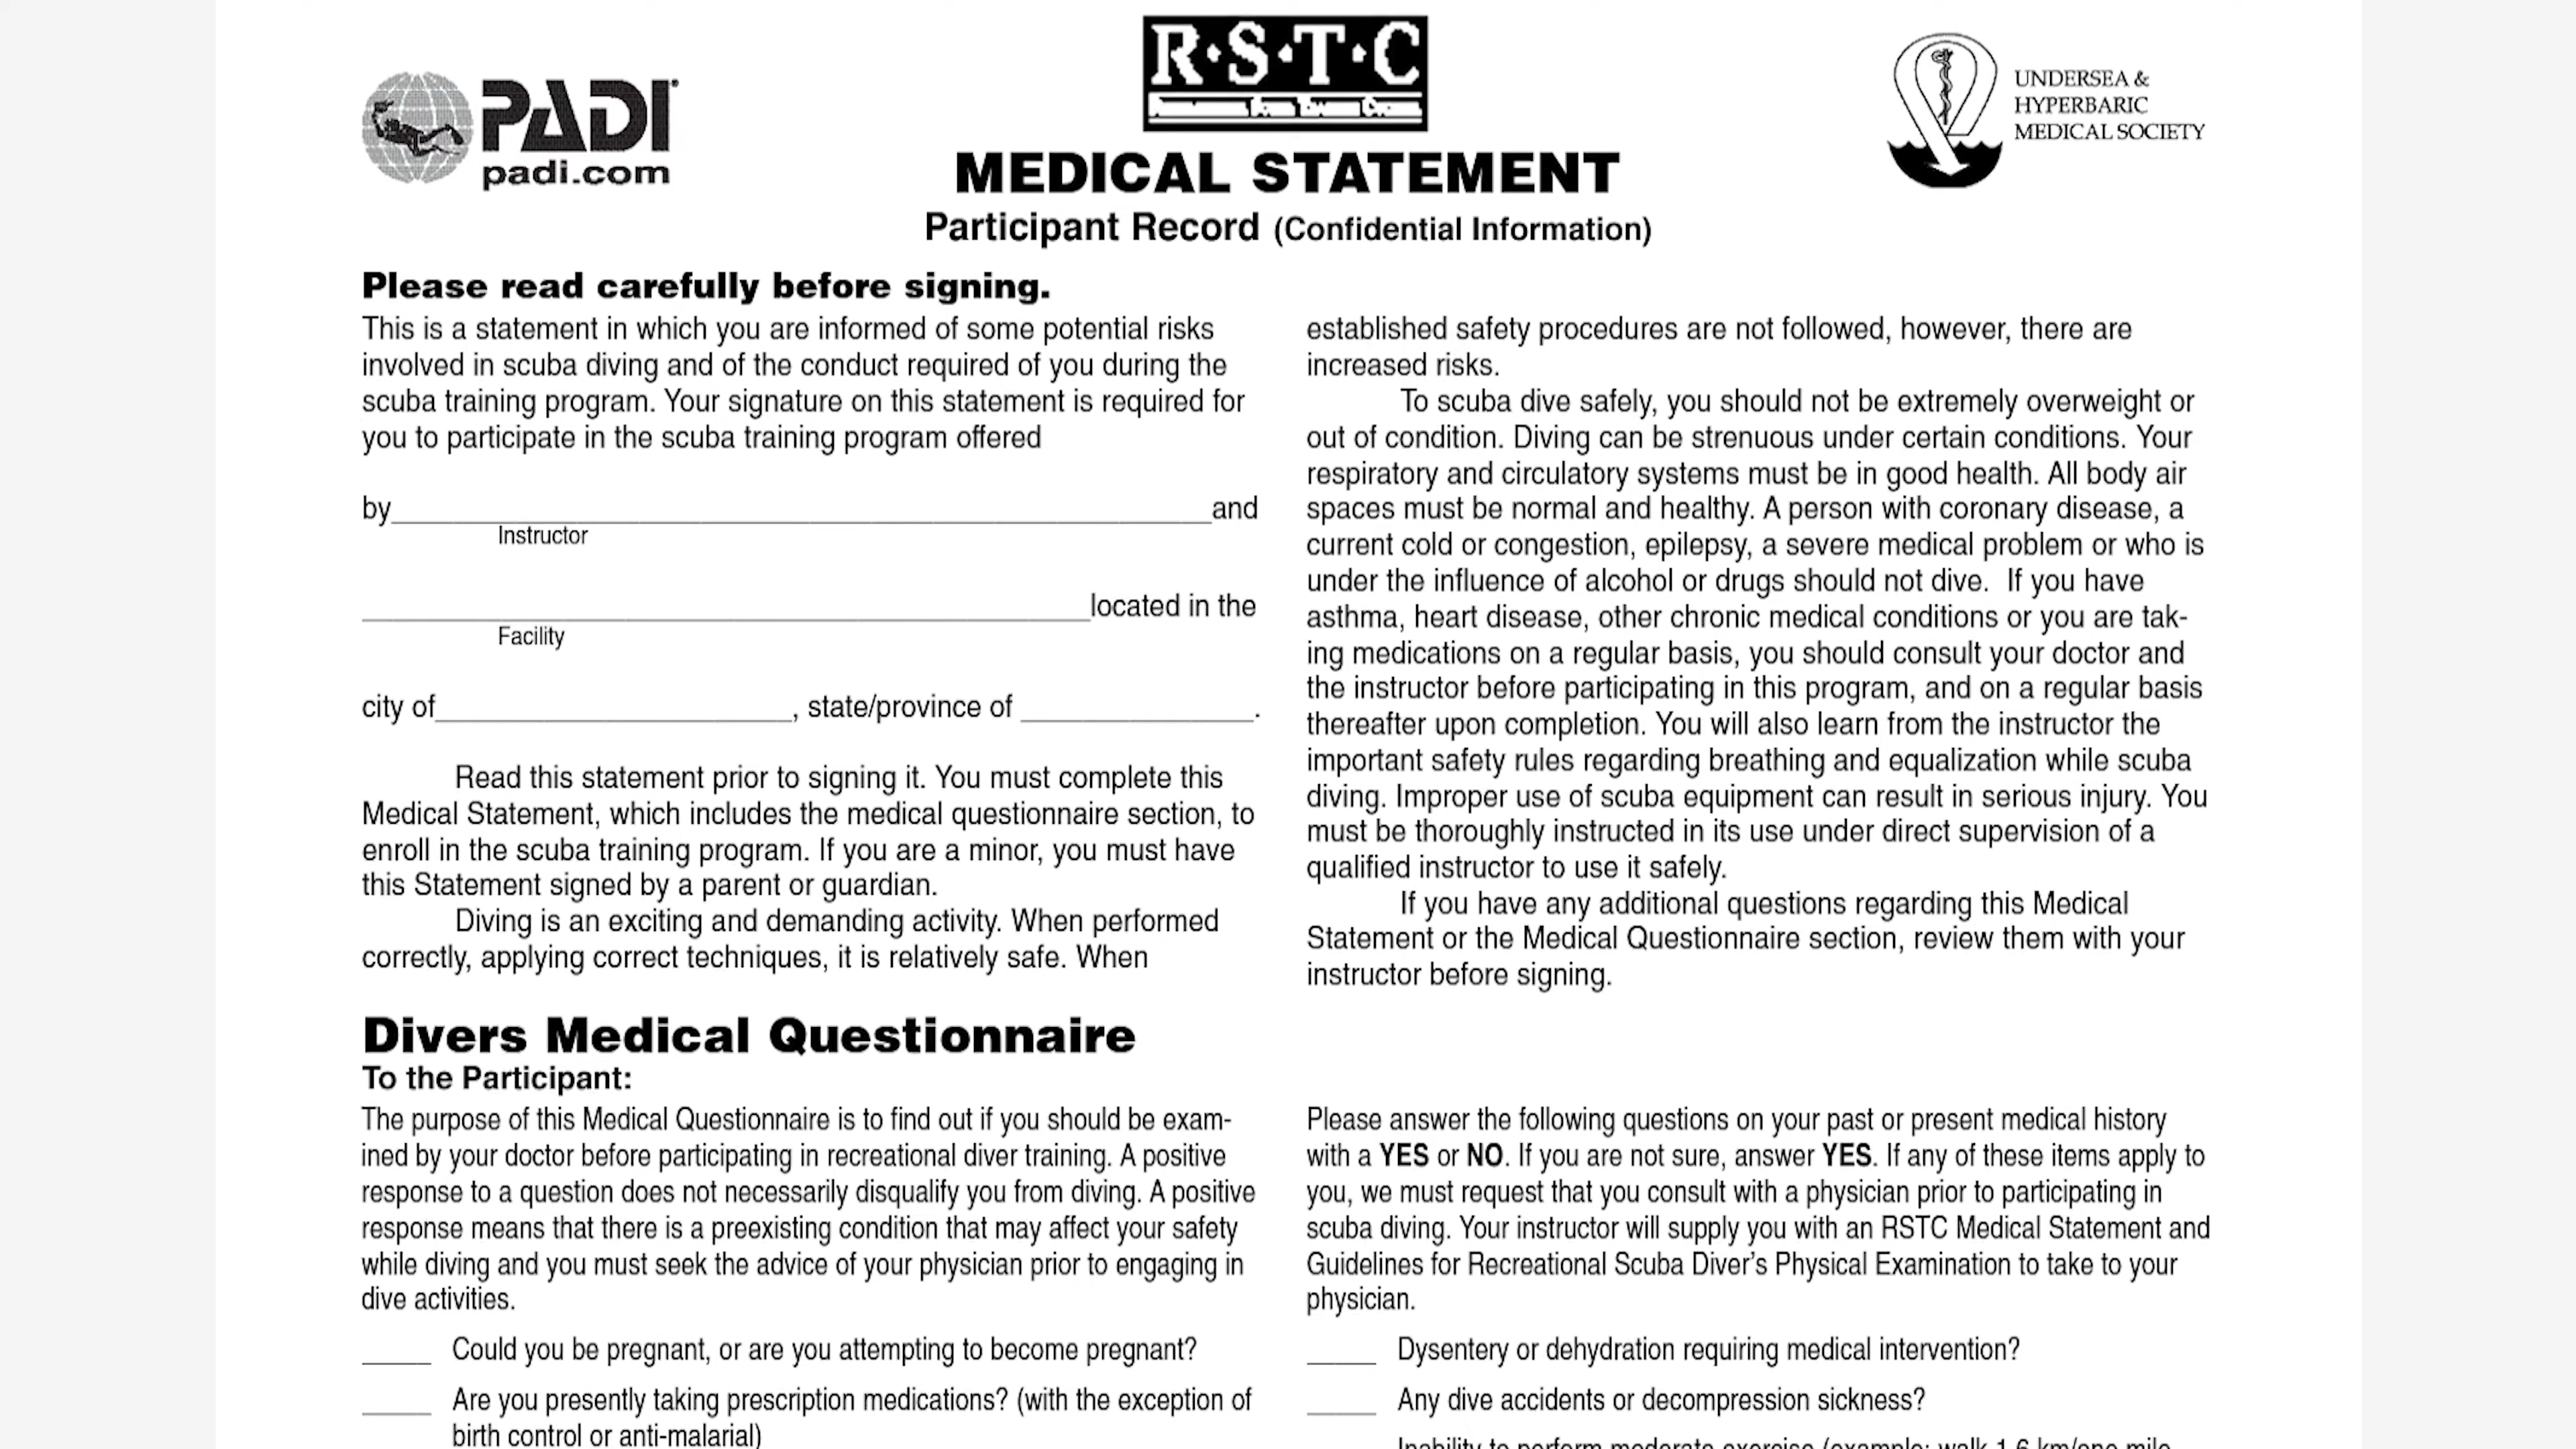 R·S·T·C
PADI
padi.com
UNDERSEA &
HYPERBARIC
MEDICAL SOCIETY
MEDICAL STATEMENT
Participant Record (Confidential Information)
Please read carefully before signing.
This is a statement in which you are informed of some potential risks
involved in scuba diving and of the conduct required of you during the
scuba training program. Your signature on this statement is required for
you to participate in the scuba training program offered
by_____and
Instructor
_____located in the
Facility
city of_____, state/province of _____.
Read this statement prior to signing it. You must complete this
Medical Statement, which includes the medical questionnaire section, to
enroll in the scuba training program. If you are a minor, you must have
this Statement signed by a parent or guardian.
Diving is an exciting and demanding activity. When performed
correctly, applying correct techniques, it is relatively safe. When
established safety procedures are not followed, however, there are
increased risks.
To scuba dive safely, you should not be extremely overweight or
out of condition. Diving can be strenuous under certain conditions. Your
respiratory and circulatory systems must be in good health. All body air
spaces must be normal and healthy. A person with coronary disease, a
current cold or congestion, epilepsy, a severe medical problem or who is
under the influence of alcohol or drugs should not dive. If you have
asthma, heart disease, other chronic medical conditions or you are tak-
ing medications on a regular basis, you should consult your doctor and
the instructor before participating in this program, and on a regular basis
thereafter upon completion. You will also learn from the instructor the
important safety rules regarding breathing and equalization while scuba
diving. Improper use of scuba equipment can result in serious injury. You
must be thoroughly instructed in its use under direct supervision of a
qualified instructor to use it safely.
If you have any additional questions regarding this Medical
Statement or the Medical Questionnaire section, review them with your
instructor before signing.
Divers Medical Questionnaire
To the Participant:
The purpose of this Medical Questionnaire is to find out if you should be exam-
ined by your doctor before participating in recreational diver training. A positive
response to a question does not necessarily disqualify you from diving. A positive
response means that there is a preexisting condition that may affect your safety
while diving and you must seek the advice of your physician prior to engaging in
dive activities.
_____ Could you be pregnant, or are you attempting to become pregnant?
_____ Are you presently taking prescription medications? (with the exception of
birth control or anti-malarial)
Please answer the following questions on your past or present medical history
with a YES or NO. If you are not sure, answer YES. If any of these items apply to
you, we must request that you consult with a physician prior to participating in
scuba diving. Your instructor will supply you with an RSTC Medical Statement and
Guidelines for Recreational Scuba Diver's Physical Examination to take to your
physician.
_____ Dysentery or dehydration requiring medical intervention?
_____ Any dive accidents or decompression sickness?
Inability to perform moderate exercise (example: walk 1.6 km/one mile